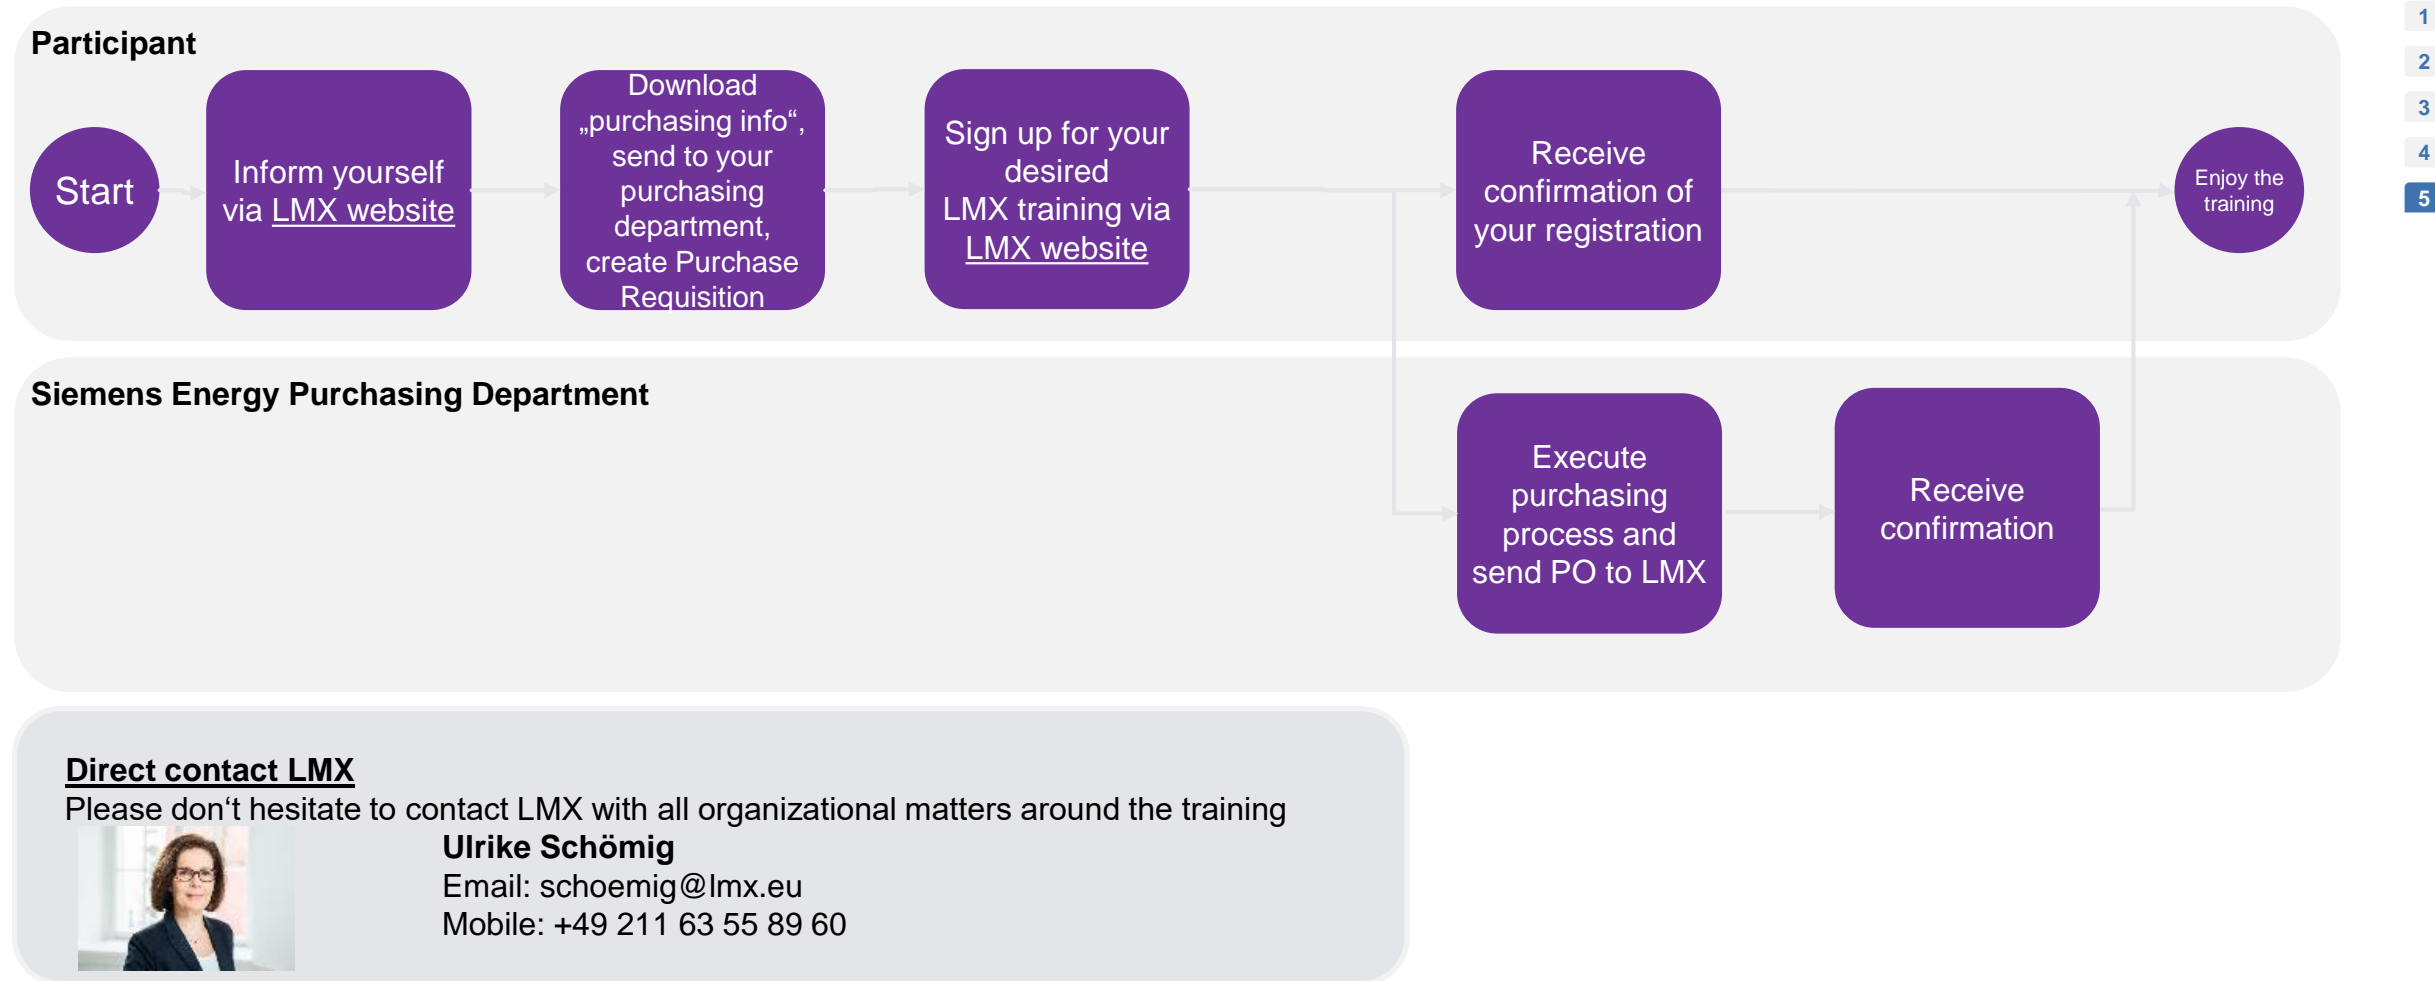 Participant
Start
Inform yourself
via LMX website
Download
„purchasing info“,
send to your
purchasing
department,
create Purchase
Requisition
Sign up for your
desired
LMX training via
LMX website
Receive
confirmation of
your registration
Enjoy the
training
Siemens Energy Purchasing Department
Execute
purchasing
process and
send PO to LMX
Receive
confirmation
Direct contact LMX
Please don‘t hesitate to contact LMX with all organizational matters around the training
Ulrike Schömig
Email: schoemig@lmx.eu
Mobile: +49 211 63 55 89 60
1
2
3
4
5